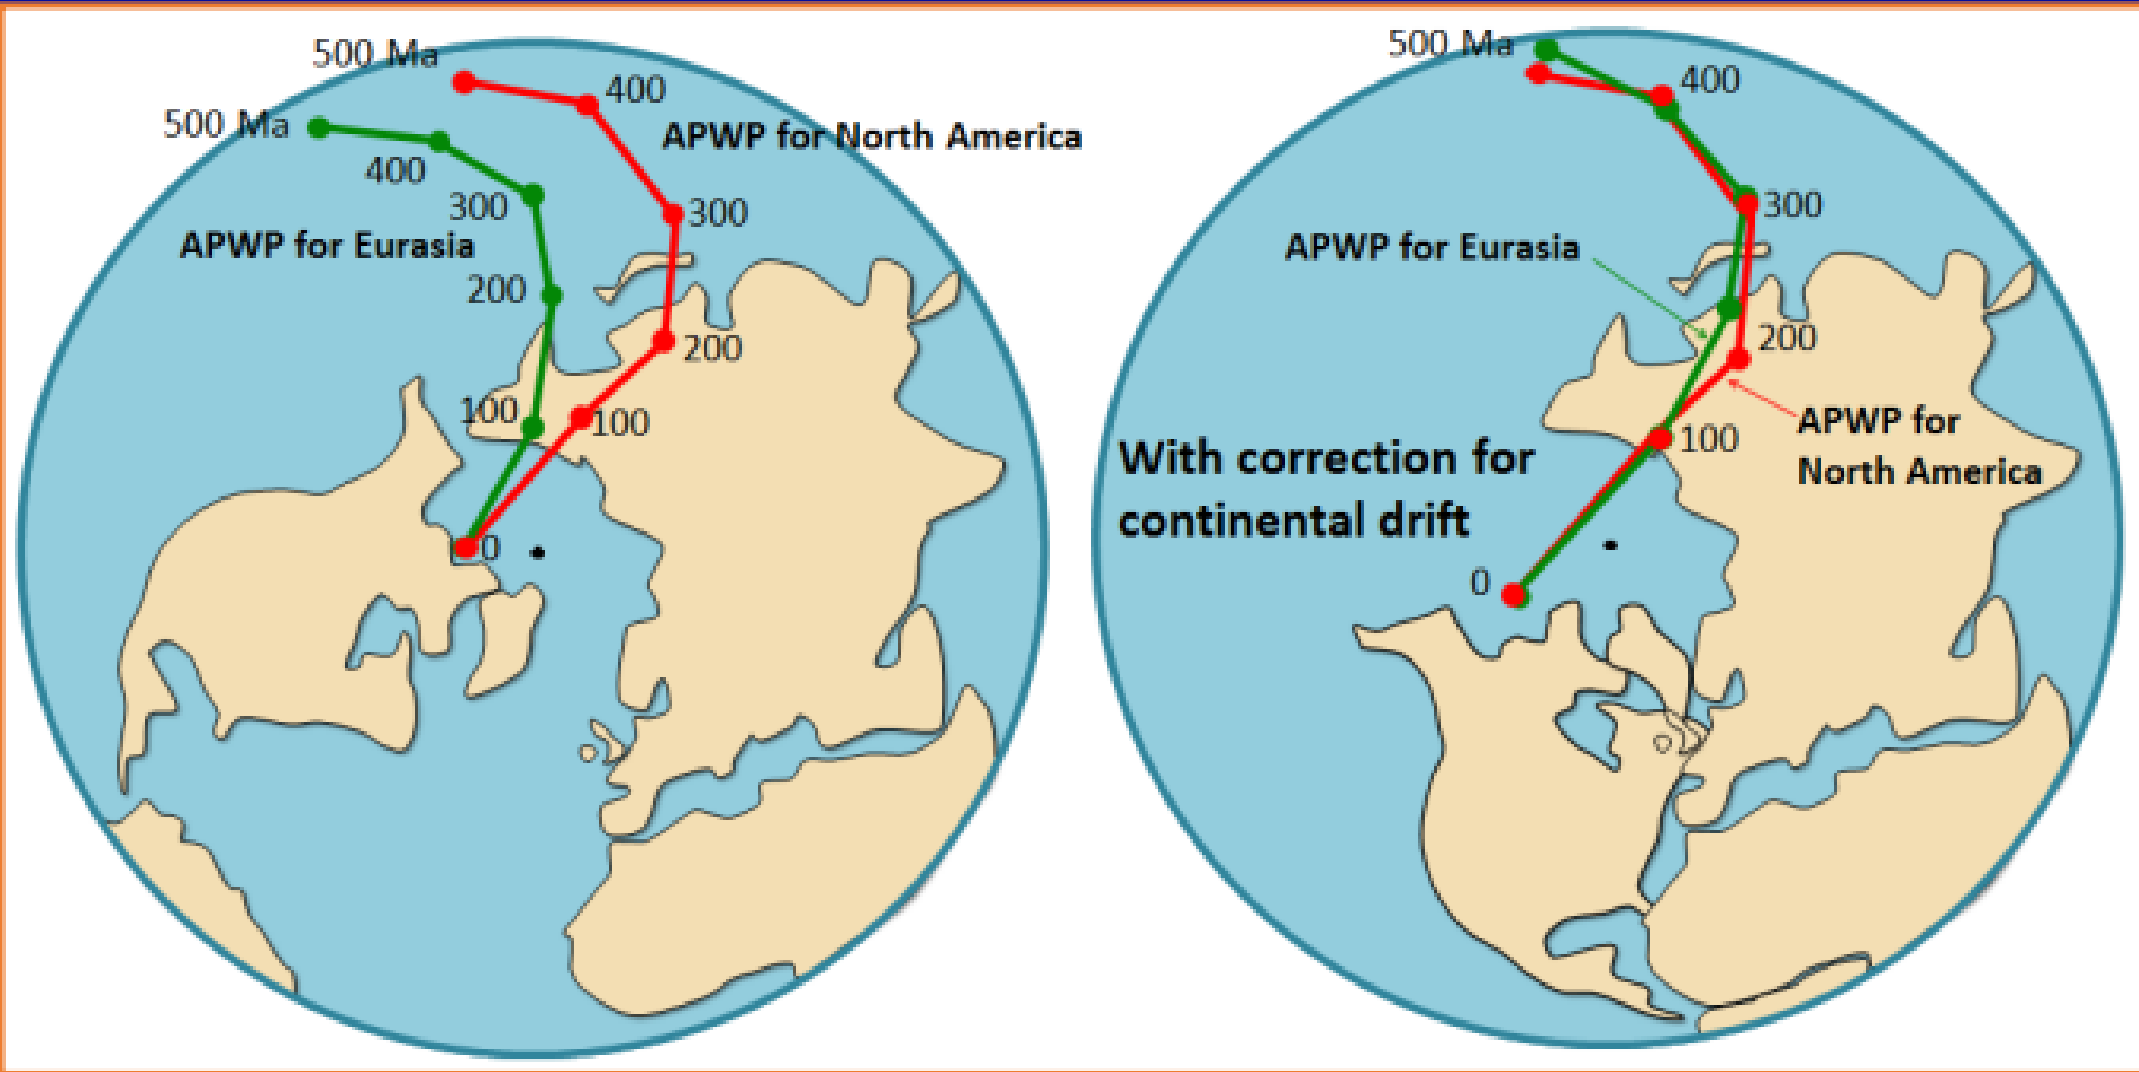 500 Ma
400
APWP for North America
500 Ma
400
300
300
APWP for Eurasia
200
200
100
100
0
500 Ma
400
300
APWP for Eurasia
200
APWP for
North America
100
With correction for
continental drift
0